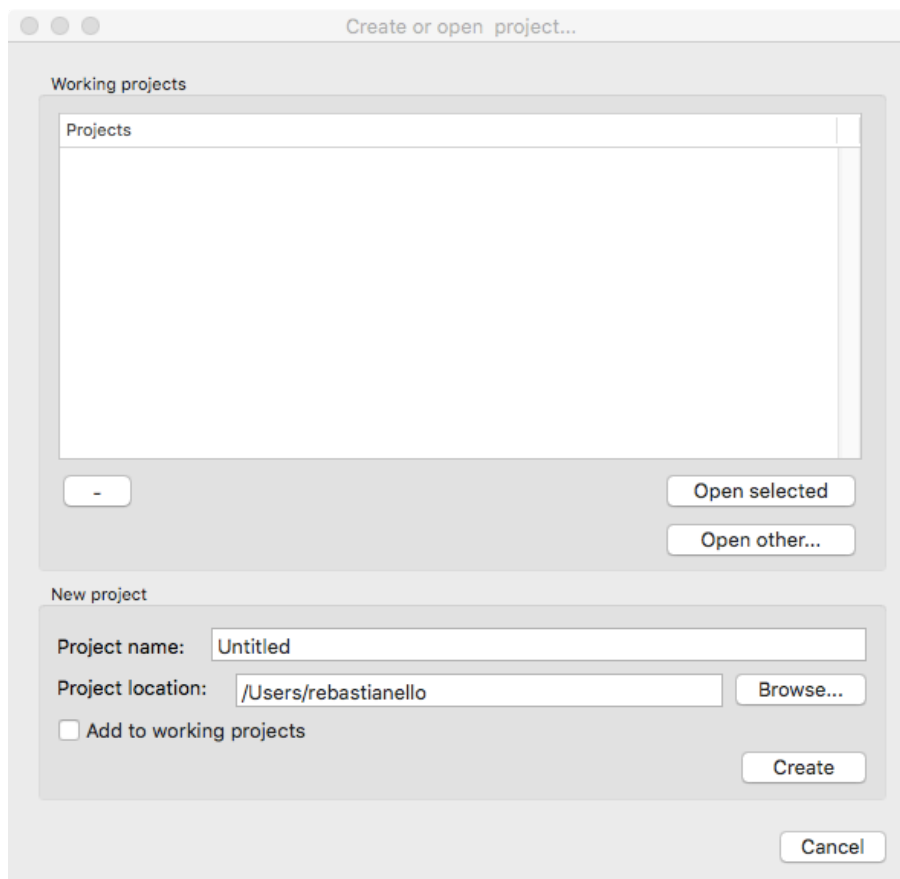 Create or open  project...
Working projects
Projects
-
Open selected
Open other...
New project
Project name: Untitled
Project location: /Users/rebastianello Browse...
Add to working projects
Create
Cancel